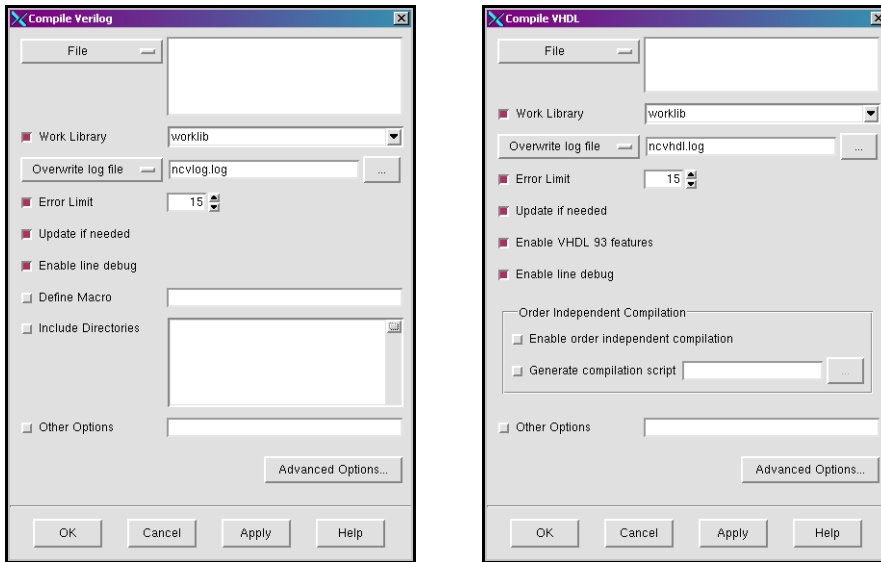 Compile Verilog
File
Work Library worklib
Overwrite log file ncvlog.log ...
Error Limit 15
Update if needed
Enable line debug
Define Macro
Include Directories
Other Options
Advanced Options...
OK Cancel Apply Help
Compile VHDL
File
Work Library worklib
Overwrite log file ncvhdl.log ...
Error Limit 15
Update if needed
Enable VHDL 93 features
Enable line debug
Order Independent Compilation
Enable order independent compilation
Generate compilation script ...
Other Options
Advanced Options...
OK Cancel Apply Help